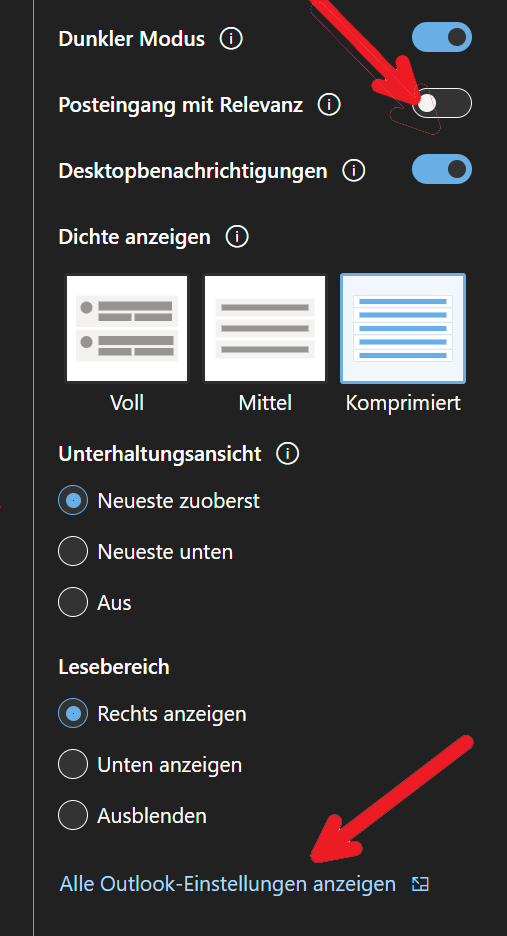 Dunkler Modus
Posteingang mit Relevanz
Desktopbenachrichtigungen
Dichte anzeigen
Voll
Mittel
Komprimiert
Unterhaltungsansicht
Neueste zuoberst
Neueste unten
Aus
Lesebereich
Rechts anzeigen
Unten anzeigen
Ausblenden
Alle Outlook-Einstellungen anzeigen